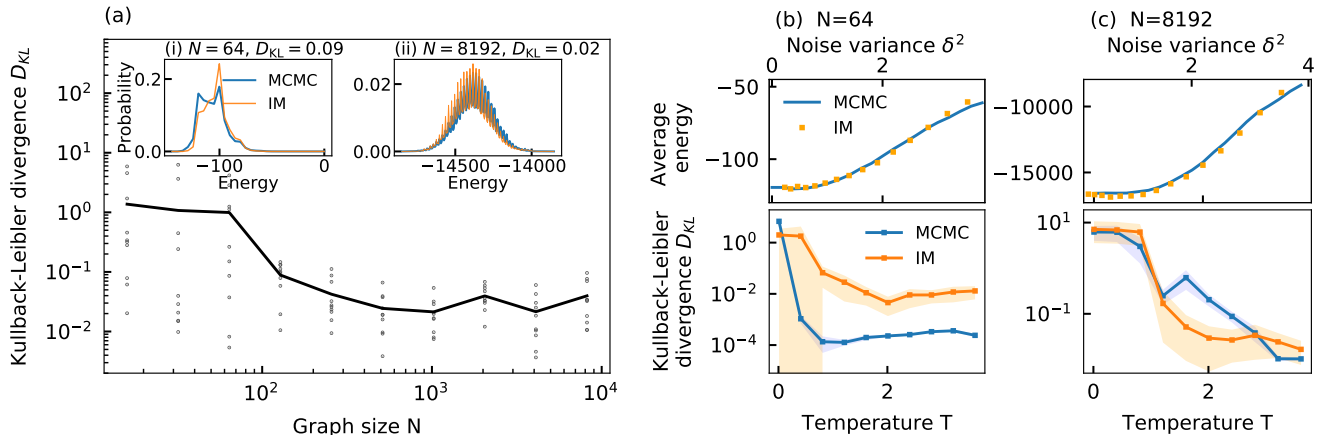 (a)
(i) N = 64, D_KL = 0.09
(ii) N = 8192, D_KL = 0.02
Kullback-Leibler divergence D_KL
10²
10¹
10⁰
10⁻¹
10⁻²
Probability
0.2
0.0
MCMC
IM
−100
0
Energy
0.02
0.00
−14500
−14000
Energy
10²
10³
10⁴
Graph size N
(b) N=64
Noise variance δ²
0
2
Average
energy
−50
−100
MCMC
IM
Kullback-Leibler
divergence D_KL
10⁰
10⁻²
10⁻⁴
MCMC
IM
0
2
Temperature T
(c) N=8192
Noise variance δ²
0
2
4
−10000
−15000
10¹
10⁻¹
0
2
Temperature T